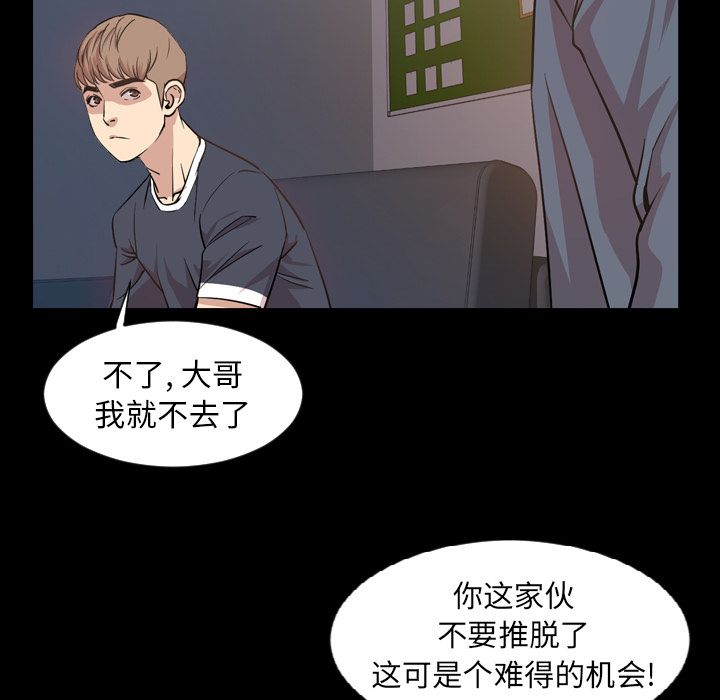 不了, 大哥
我就不去了
你这家伙
不要推脱了
这可是个难得的机会!